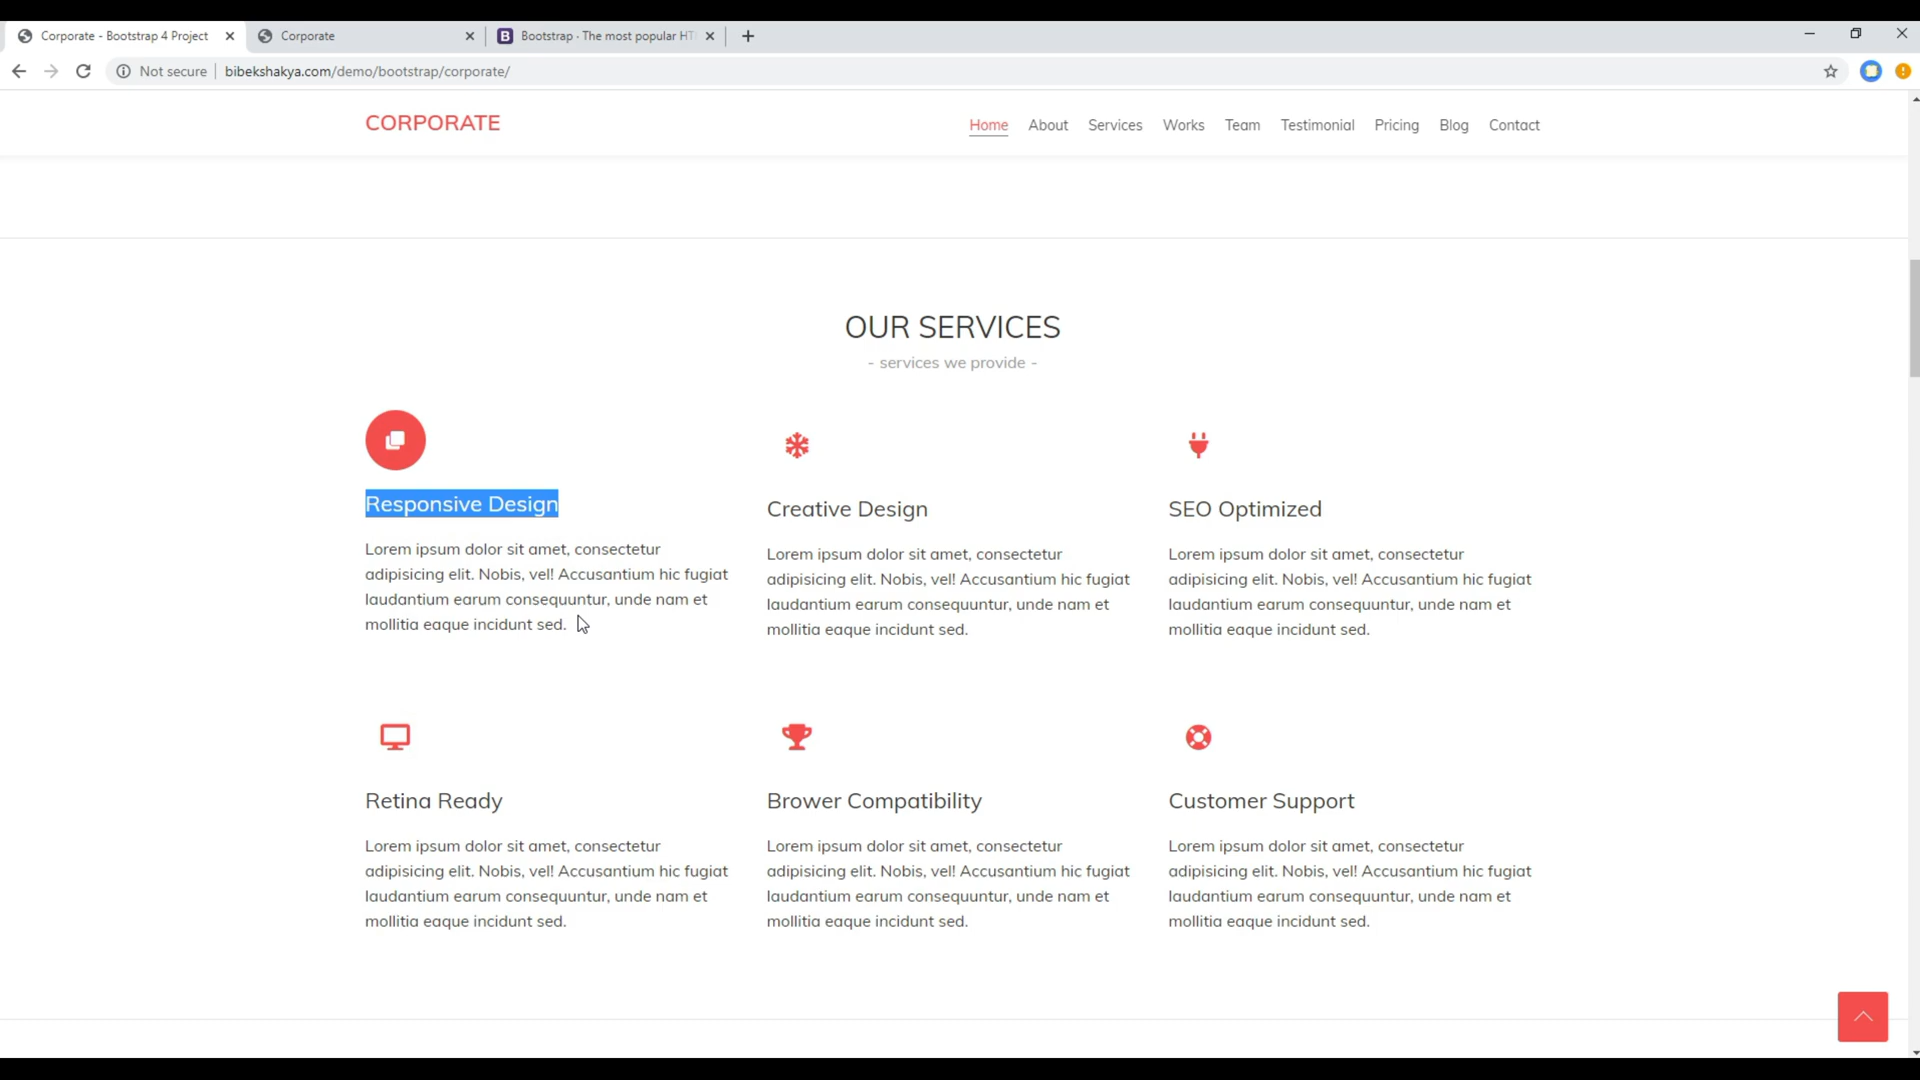 Corporate - Bootstrap 4 Project
Corporate
Bootstrap · The most popular HT
Not secure
bibekshakya.com/demo/bootstrap/corporate/
CORPORATE
Home About Services Works Team Testimonial Pricing Blog Contact
OUR SERVICES
- services we provide -
Responsive Design
Lorem ipsum dolor sit amet, consectetur
adipisicing elit. Nobis, vel! Accusantium hic fugiat
laudantium earum consequuntur, unde nam et
mollitia eaque incidunt sed.
Creative Design
Lorem ipsum dolor sit amet, consectetur
adipisicing elit. Nobis, vel! Accusantium hic fugiat
laudantium earum consequuntur, unde nam et
mollitia eaque incidunt sed.
SEO Optimized
Lorem ipsum dolor sit amet, consectetur
adipisicing elit. Nobis, vel! Accusantium hic fugiat
laudantium earum consequuntur, unde nam et
mollitia eaque incidunt sed.
Retina Ready
Lorem ipsum dolor sit amet, consectetur
adipisicing elit. Nobis, vel! Accusantium hic fugiat
laudantium earum consequuntur, unde nam et
mollitia eaque incidunt sed.
Brower Compatibility
Lorem ipsum dolor sit amet, consectetur
adipisicing elit. Nobis, vel! Accusantium hic fugiat
laudantium earum consequuntur, unde nam et
mollitia eaque incidunt sed.
Customer Support
Lorem ipsum dolor sit amet, consectetur
adipisicing elit. Nobis, vel! Accusantium hic fugiat
laudantium earum consequuntur, unde nam et
mollitia eaque incidunt sed.